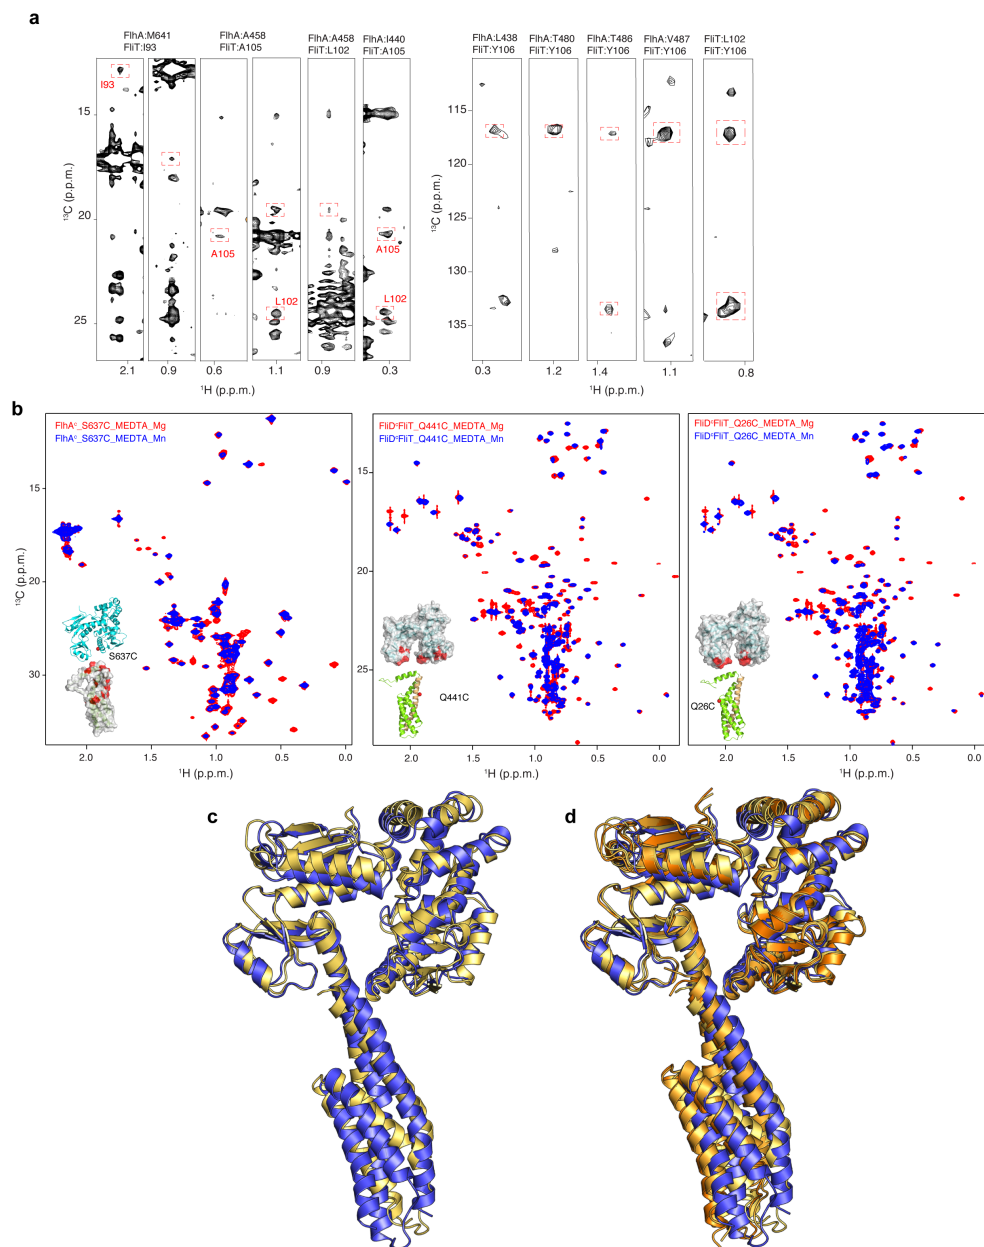 a
FlhA:M641
FliT:I93
FlhA:A458
FliT:A105
FlhA:A458
FliT:L102
FlhA:I440
FliT:A105
FlhA:L438
FliT:Y106
FlhA:T480
FliT:Y106
FlhA:T486
FliT:Y106
FlhA:V487
FliT:Y106
FliT:L102
FliT:Y106
I93
A105
L102
A105
L102
15
20
25
¹³C (p.p.m.)
2.1
0.9
0.6
1.1
0.9
0.3
¹H (p.p.m.)
115
120
125
133
135
¹³C (p.p.m.)
0.3
1.2
1.4
1.1
0.8
¹H (p.p.m.)
b
FlhAᶜ_S637C_MEDTA_Mg
FlhAᶜ_S637C_MEDTA_Mn
S637C
15
20
30
¹³C (p.p.m.)
2.0
1.5
1.0
0.5
0.0
¹H (p.p.m.)
FliDᶜFliT_Q441C_MEDTA_Mg
FliDᶜFliT_Q441C_MEDTA_Mn
Q441C
15
20
25
2.0
1.5
1.0
0.5
0.0
¹H (p.p.m.)
FliDᶜFliT_Q26C_MEDTA_Mg
FliDᶜFliT_Q26C_MEDTA_Mn
Q26C
2.0
1.5
1.0
0.5
0.0
¹H (p.p.m.)
c
d